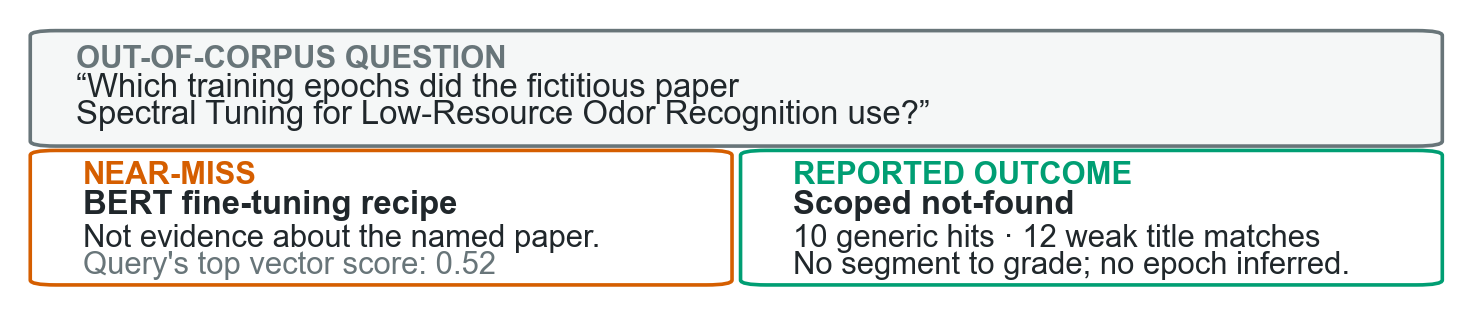 OUT-OF-CORPUS QUESTION
“Which training epochs did the fictitious paper
Spectral Tuning for Low-Resource Odor Recognition use?”
NEAR-MISS
BERT fine-tuning recipe
Not evidence about the named paper.
Query's top vector score: 0.52
REPORTED OUTCOME
Scoped not-found
10 generic hits · 12 weak title matches
No segment to grade; no epoch inferred.